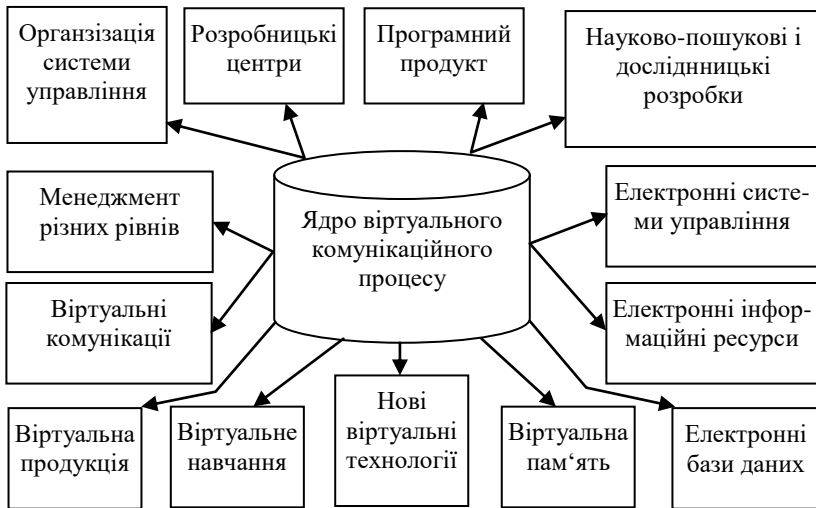 Органзізація
системи
управління
Розробницькі
центри
Програмний
продукт
Науково-пошукові і
досліднницькі
розробки
Менеджмент
різних рівнів
Ядро віртуального
комунікаційного
процесу
Електронні систе-
ми управління
Віртуальні
комунікації
Електронні інфор-
маційні ресурси
Віртуальна
продукція
Віртуальне
навчання
Нові
віртуальні
технології
Віртуальна
пам‘ять
Електронні
бази даних